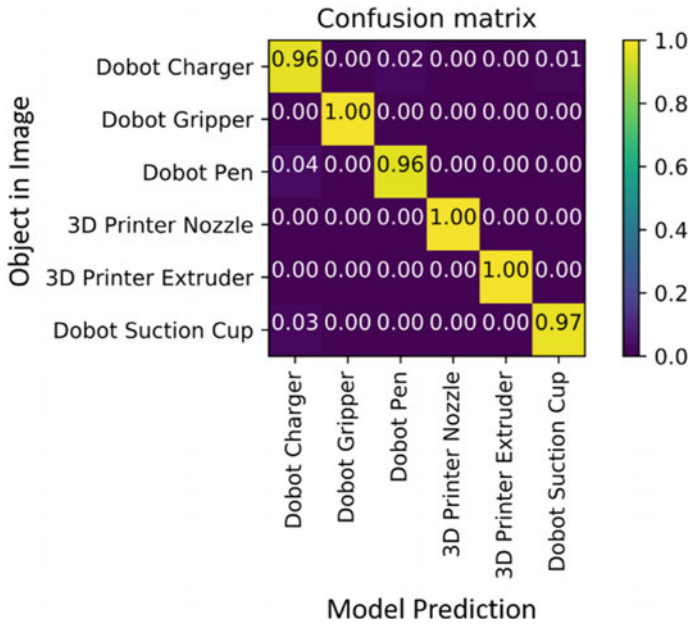 Confusion matrix
Object in Image
Dobot Charger 0.96 0.00 0.02 0.00 0.00 0.01
Dobot Gripper 0.00 1.00 0.00 0.00 0.00 0.00
Dobot Pen 0.04 0.00 0.96 0.00 0.00 0.00
3D Printer Nozzle 0.00 0.00 0.00 1.00 0.00 0.00
3D Printer Extruder 0.00 0.00 0.00 0.00 1.00 0.00
Dobot Suction Cup 0.03 0.00 0.00 0.00 0.00 0.97
Dobot Charger
Dobot Gripper
Dobot Pen
3D Printer Nozzle
3D Printer Extruder
Dobot Suction Cup
Model Prediction
1.0
0.8
0.6
0.4
0.2
0.0